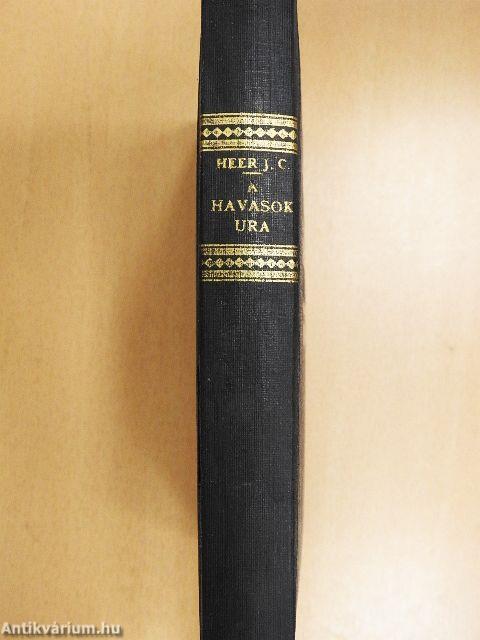 HEER J. C.
A
HAVASOK
URA
Antikvárium.hu